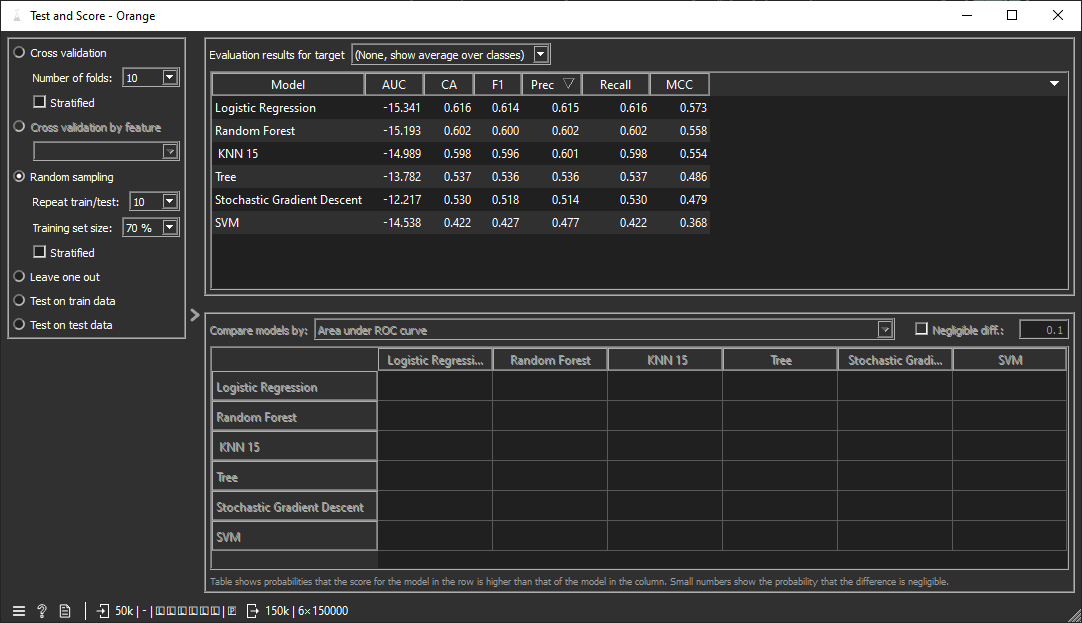 Test and Score - Orange
Cross validation
Number of folds: 10
Stratified
Cross validation by feature
Random sampling
Repeat train/test: 10
Training set size: 70 %
Stratified
Leave one out
Test on train data
Test on test data
Evaluation results for target (None, show average over classes)
Model AUC CA F1 Prec Recall MCC
Logistic Regression -15.341 0.616 0.614 0.615 0.616 0.573
Random Forest -15.193 0.602 0.600 0.602 0.602 0.558
KNN 15 -14.989 0.598 0.596 0.601 0.598 0.554
Tree -13.782 0.537 0.536 0.536 0.537 0.486
Stochastic Gradient Descent -12.217 0.530 0.518 0.514 0.530 0.479
SVM -14.538 0.422 0.427 0.477 0.422 0.368
Compare models by: Area under ROC curve Negligible diff.: 0.1
Logistic Regressi... Random Forest KNN 15 Tree Stochastic Gradi... SVM
Logistic Regression
Random Forest
KNN 15
Tree
Stochastic Gradient Descent
SVM
Table shows probabilities that the score for the model in the row is higher than that of the model in the column. Small numbers show the probability that the difference is negligible.
50k | - | 150k | 6×150000